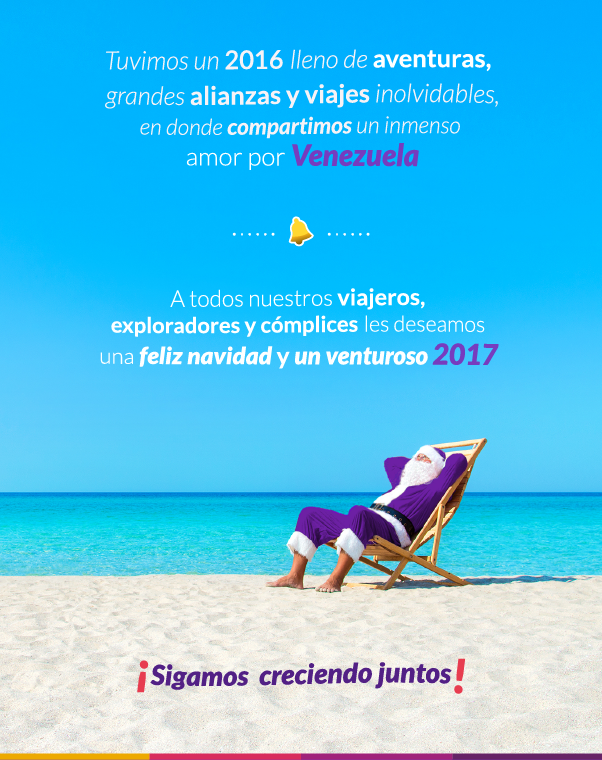 Tuvimos un 2016 lleno de aventuras,
grandes alianzas y viajes inolvidables,
en donde compartimos un inmenso
amor por Venezuela
A todos nuestros viajeros,
exploradores y cómplices les deseamos
una feliz navidad y un venturoso 2017
¡Sigamos creciendo juntos!